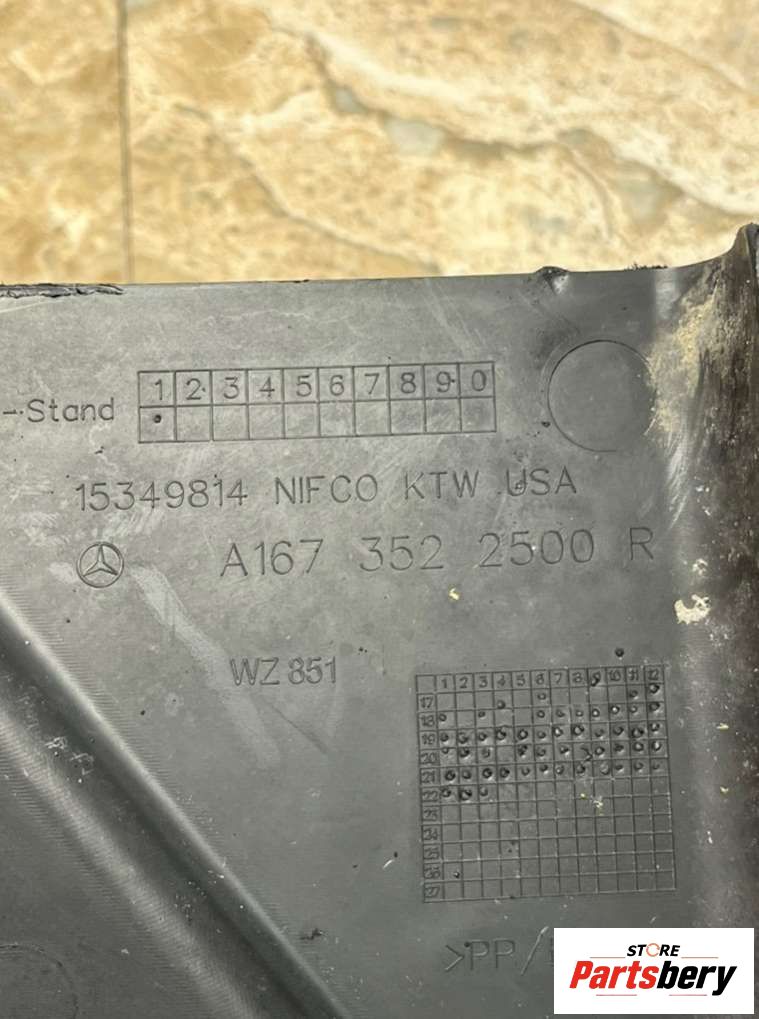 1 2 3 4 5 6 7 8 9 0
-Stand
15349814 NIFCO KTW USA
A167 352 2500 R
WZ 851
1 2 3 4 5 6 7 8 9 10 11 12
17
18
19
20
21
22
23
24
25
26
27
>PP/
STORE
Partsbery